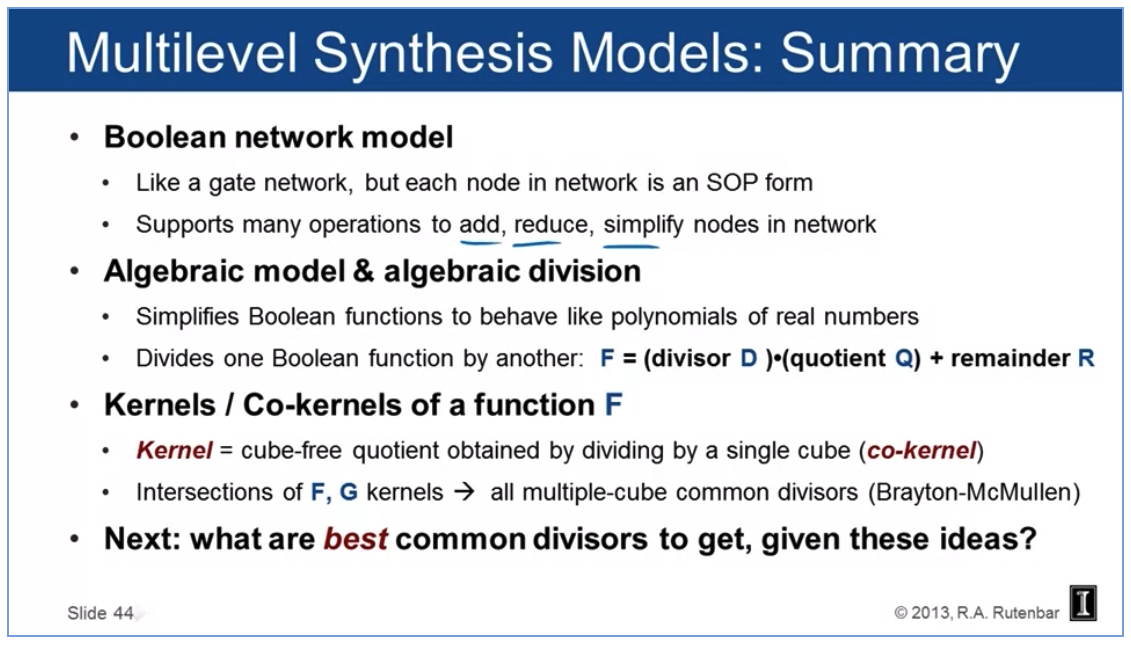 Multilevel Synthesis Models: Summary
• Boolean network model
• Like a gate network, but each node in network is an SOP form
• Supports many operations to add, reduce, simplify nodes in network
• Algebraic model & algebraic division
• Simplifies Boolean functions to behave like polynomials of real numbers
• Divides one Boolean function by another: F = (divisor D )•(quotient Q) + remainder R
• Kernels / Co-kernels of a function F
• Kernel = cube-free quotient obtained by dividing by a single cube (co-kernel)
• Intersections of F, G kernels → all multiple-cube common divisors (Brayton-McMullen)
• Next: what are best common divisors to get, given these ideas?
Slide 44
© 2013, R.A. Rutenbar I